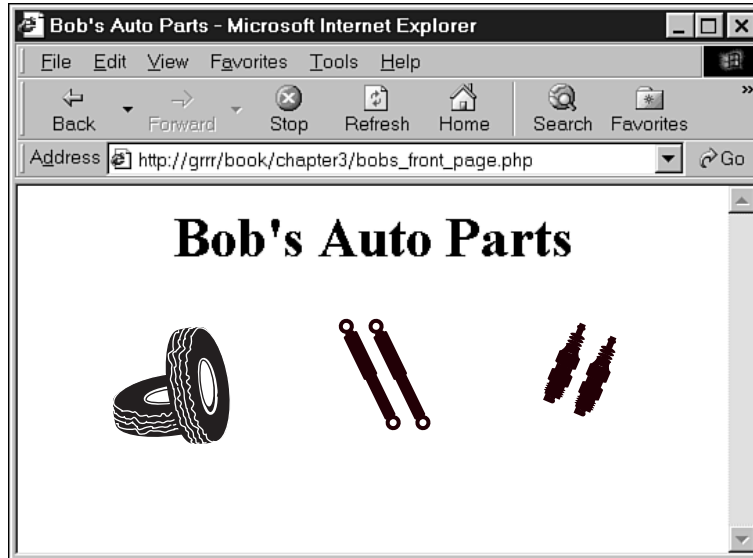 Bob's Auto Parts - Microsoft Internet Explorer
File Edit View Favorites Tools Help
Back Forward Stop Refresh Home Search Favorites »
Address http://grrr/book/chapter3/bobs_front_page.php Go
Bob's Auto Parts